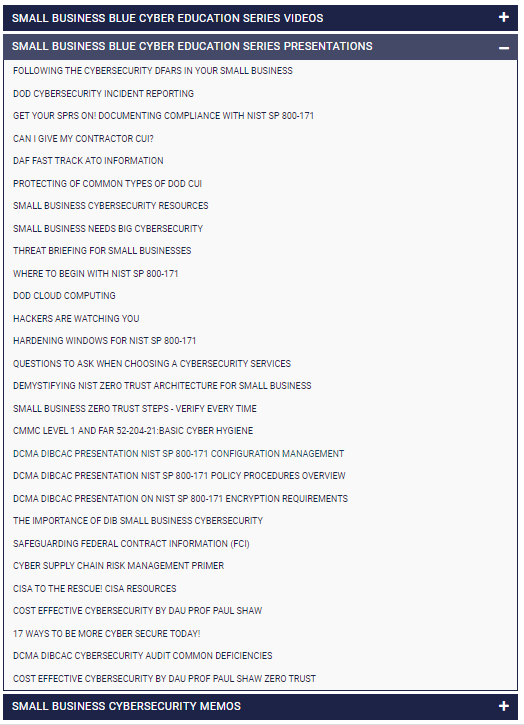 SMALL BUSINESS BLUE CYBER EDUCATION SERIES VIDEOS
SMALL BUSINESS BLUE CYBER EDUCATION SERIES PRESENTATIONS
FOLLOWING THE CYBERSECURITY DFARS IN YOUR SMALL BUSINESS
DOD CYBERSECURITY INCIDENT REPORTING
GET YOUR SPRS ON! DOCUMENTING COMPLIANCE WITH NIST SP 800-171
CAN I GIVE MY CONTRACTOR CUI?
DAF FAST TRACK ATO INFORMATION
PROTECTING OF COMMON TYPES OF DOD CUI
SMALL BUSINESS CYBERSECURITY RESOURCES
SMALL BUSINESS NEEDS BIG CYBERSECURITY
THREAT BRIEFING FOR SMALL BUSINESSES
WHERE TO BEGIN WITH NIST SP 800-171
DOD CLOUD COMPUTING
HACKERS ARE WATCHING YOU
HARDENING WINDOWS FOR NIST SP 800-171
QUESTIONS TO ASK WHEN CHOOSING A CYBERSECURITY SERVICES
DEMYSTIFYING NIST ZERO TRUST ARCHITECTURE FOR SMALL BUSINESS
SMALL BUSINESS ZERO TRUST STEPS - VERIFY EVERY TIME
CMMC LEVEL 1 AND FAR 52-204-21:BASIC CYBER HYGIENE
DCMA DIBCAC PRESENTATION NIST SP 800-171 CONFIGURATION MANAGEMENT
DCMA DIBCAC PRESENTATION NIST SP 800-171 POLICY PROCEDURES OVERVIEW
DCMA DIBCAC PRESENTATION ON NIST SP 800-171 ENCRYPTION REQUIREMENTS
THE IMPORTANCE OF DIB SMALL BUSINESS CYBERSECURITY
SAFEGUARDING FEDERAL CONTRACT INFORMATION (FCI)
CYBER SUPPLY CHAIN RISK MANAGEMENT PRIMER
CISA TO THE RESCUE! CISA RESOURCES
COST EFFECTIVE CYBERSECURITY BY DAU PROF PAUL SHAW
17 WAYS TO BE MORE CYBER SECURE TODAY!
DCMA DIBCAC CYBERSECURITY AUDIT COMMON DEFICIENCIES
COST EFFECTIVE CYBERSECURITY BY DAU PROF PAUL SHAW ZERO TRUST
SMALL BUSINESS CYBERSECURITY MEMOS